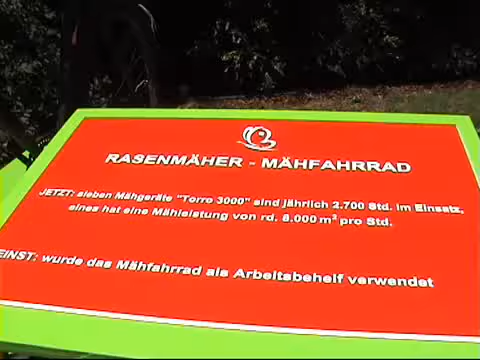 RASENMÄHER - MÄHFAHRRAD
JETZT: sieben Mähgeräte "Torro 3000" sind jährlich 2.700 Std. im Einsatz,
eines hat eine Mähleistung von rd. 8.000 m² pro Std.
EINST: wurde das Mähfahrrad als Arbeitsbehelf verwendet